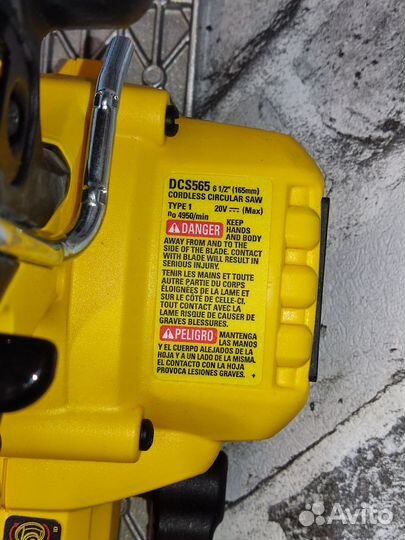 DCS565 6 1/2" (165mm)
CORDLESS CIRCULAR SAW
TYPE 1 20V ⎓ (Max)
n₀ 4950/min
DANGER KEEP
HANDS
AND BODY
AWAY FROM AND TO THE
SIDE OF THE BLADE. CONTACT
WITH BLADE WILL RESULT IN
SERIOUS INJURY.
TENIR LES MAINS ET TOUTE
AUTRE PARTIE DU CORPS
ÉLOIGNÉES DE LA LAME ET
SUR LE CÔTÉ DE CELLE-CI.
TOUT CONTACT AVEC LA
LAME RISQUE DE CAUSER DE
GRAVES BLESSURES.
PELIGRO MANTENGA
LAS MANOS
Y EL CUERPO ALEJADOS DE LA
HOJA Y A UN LADO DE LA MISMA.
EL CONTACTO CON LA HOJA
PROVOCA LESIONES GRAVES. +
Avito